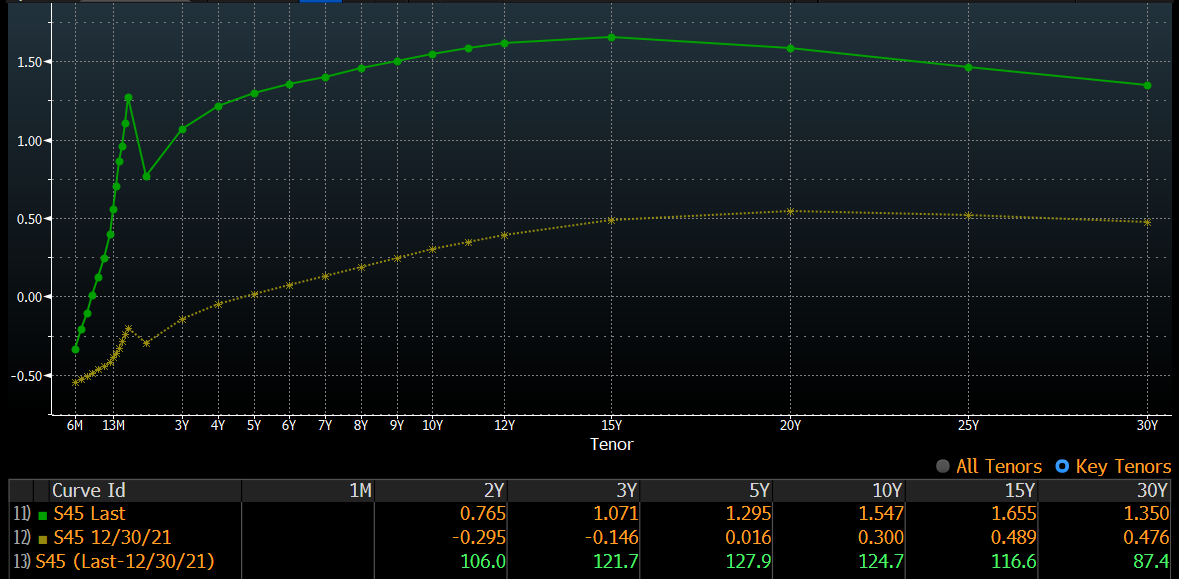 1.50
1.00
0.50
0.00
-0.50
6M 13M 3Y 4Y 5Y 6Y 7Y 8Y 9Y 10Y 12Y 15Y 20Y 25Y 30Y
Tenor
All Tenors Key Tenors
Curve Id 1M 2Y 3Y 5Y 10Y 15Y 30Y
11) S45 Last 0.765 1.071 1.295 1.547 1.655 1.350
12) S45 12/30/21 -0.295 -0.146 0.016 0.300 0.489 0.476
13) S45 (Last-12/30/21) 106.0 121.7 127.9 124.7 116.6 87.4